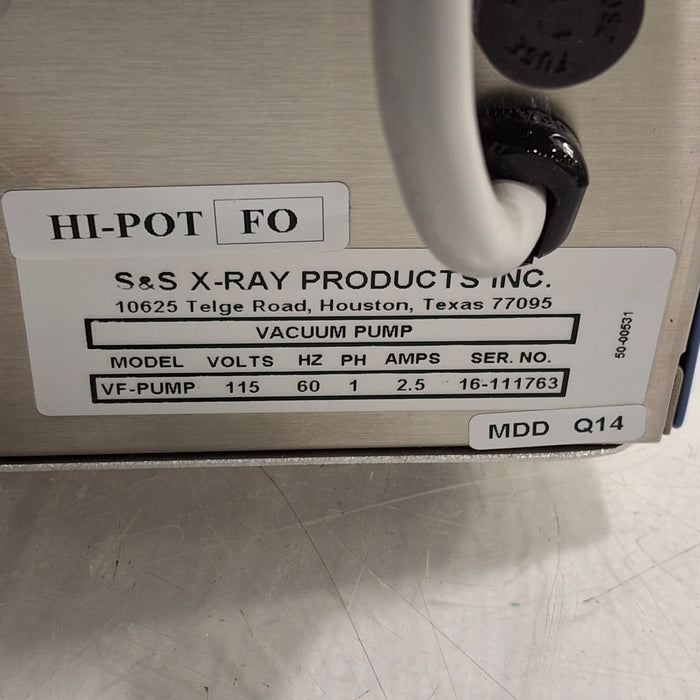 FUSE
HI-POT FO
S&S X-RAY PRODUCTS INC.
10625 Telge Road, Houston, Texas 77095
VACUUM PUMP
MODEL VOLTS HZ PH AMPS SER. NO.
VF-PUMP 115 60 1 2.5 16-111763
50-00531
MDD Q14